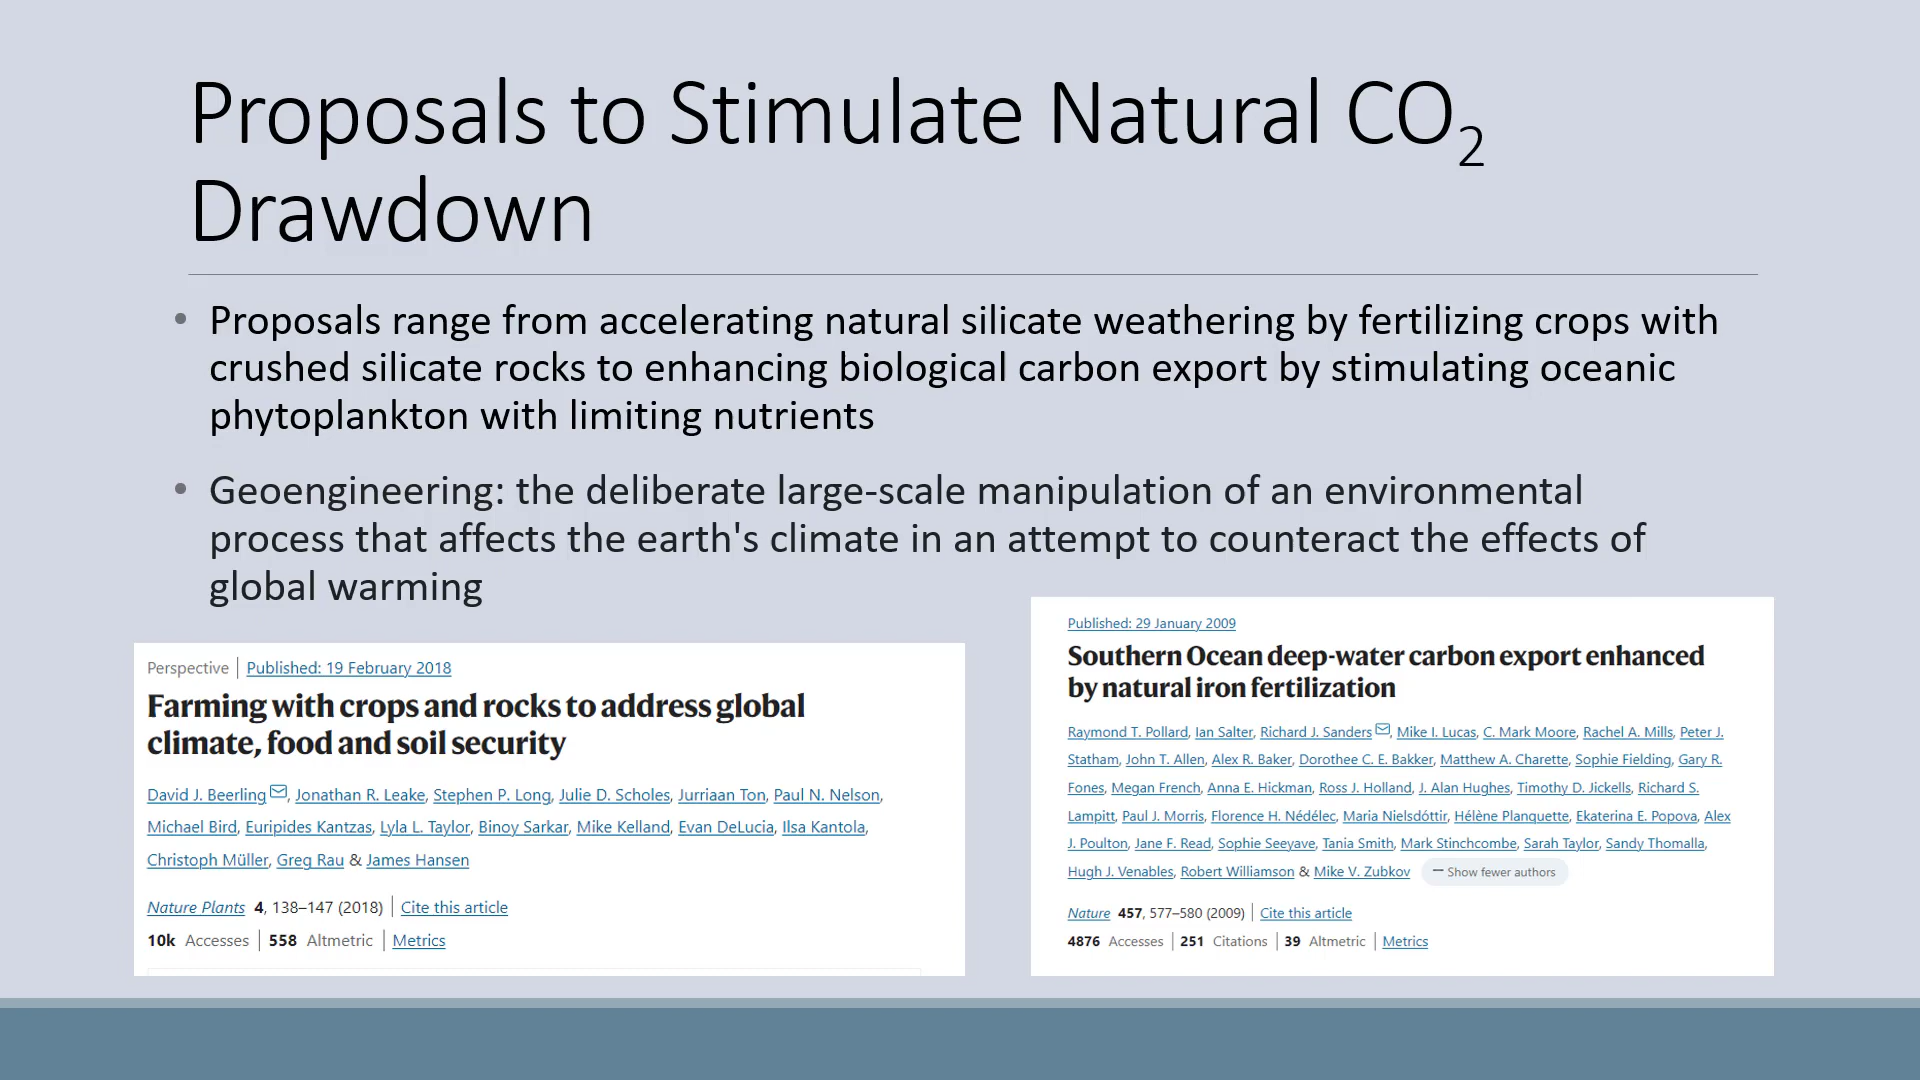 Proposals to Stimulate Natural CO2
Drawdown
• Proposals range from accelerating natural silicate weathering by fertilizing crops with
crushed silicate rocks to enhancing biological carbon export by stimulating oceanic
phytoplankton with limiting nutrients
• Geoengineering: the deliberate large-scale manipulation of an environmental
process that affects the earth's climate in an attempt to counteract the effects of
global warming
Perspective | Published: 19 February 2018
Farming with crops and rocks to address global
climate, food and soil security
David J. Beerling, Jonathan R. Leake, Stephen P. Long, Julie D. Scholes, Jurriaan Ton, Paul N. Nelson,
Michael Bird, Euripides Kantzas, Lyla L. Taylor, Binoy Sarkar, Mike Kelland, Evan DeLucia, Ilsa Kantola,
Christoph Müller, Greg Rau & James Hansen
Nature Plants 4, 138–147 (2018) | Cite this article
10k Accesses | 558 Altmetric | Metrics
Published: 29 January 2009
Southern Ocean deep-water carbon export enhanced
by natural iron fertilization
Raymond T. Pollard, Ian Salter, Richard J. Sanders, Mike I. Lucas, C. Mark Moore, Rachel A. Mills, Peter J.
Statham, John T. Allen, Alex R. Baker, Dorothee C. E. Bakker, Matthew A. Charette, Sophie Fielding, Gary R.
Fones, Megan French, Anna E. Hickman, Ross J. Holland, J. Alan Hughes, Timothy D. Jickells, Richard S.
Lampitt, Paul J. Morris, Florence H. Nédélec, Maria Nielsdóttir, Hélène Planquette, Ekaterina E. Popova, Alex
J. Poulton, Jane F. Read, Sophie Seeyave, Tania Smith, Mark Stinchcombe, Sarah Taylor, Sandy Thomalla,
Hugh J. Venables, Robert Williamson & Mike V. Zubkov — Show fewer authors
Nature 457, 577–580 (2009) | Cite this article
4876 Accesses | 251 Citations | 39 Altmetric | Metrics